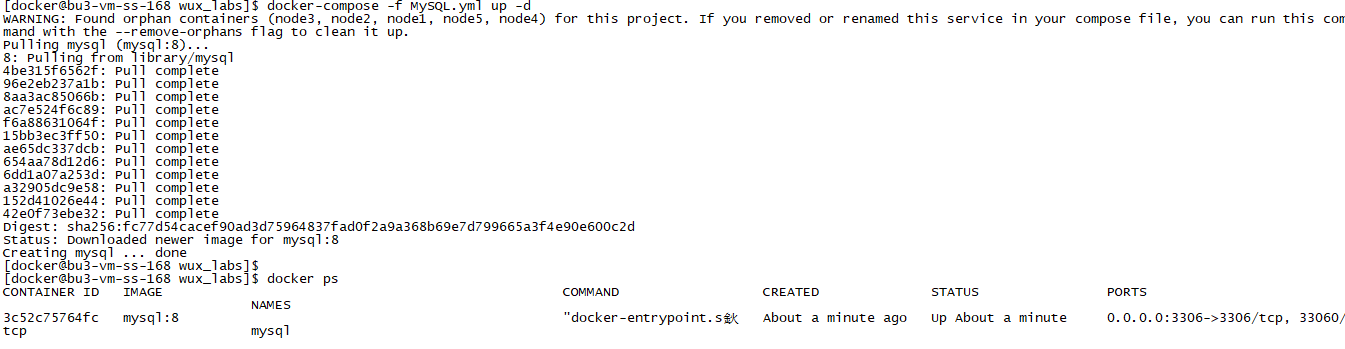 [docker@bu3-vm-ss-168 wux_labs]$ docker-compose -f MySQL.yml up -d
WARNING: Found orphan containers (node3, node2, node1, node5, node4) for this project. If you removed or renamed this service in your compose file, you can run this com
mand with the --remove-orphans flag to clean it up.
Pulling mysql (mysql:8)...
8: Pulling from library/mysql
4be315f6562f: Pull complete
96e2eb237a1b: Pull complete
8aa3ac85066b: Pull complete
ac7e524f6c89: Pull complete
f6a88631064f: Pull complete
15bb3ec3ff50: Pull complete
ae65dc337dcb: Pull complete
654aa78d12d6: Pull complete
6dd1a07a253d: Pull complete
a32905dc9e58: Pull complete
152d41026e44: Pull complete
42e0f73ebe32: Pull complete
Digest: sha256:fc77d54cacef90ad3d75964837fad0f2a9a368b69e7d799665a3f4e90e600c2d
Status: Downloaded newer image for mysql:8
Creating mysql ... done
[docker@bu3-vm-ss-168 wux_labs]$
[docker@bu3-vm-ss-168 wux_labs]$ docker ps
CONTAINER ID   IMAGE   COMMAND   CREATED   STATUS   PORTS
NAMES
3c52c75764fc   mysql:8   "docker-entrypoint.s鈥   About a minute ago   Up About a minute   0.0.0.0:3306->3306/tcp, 33060/
tcp   mysql